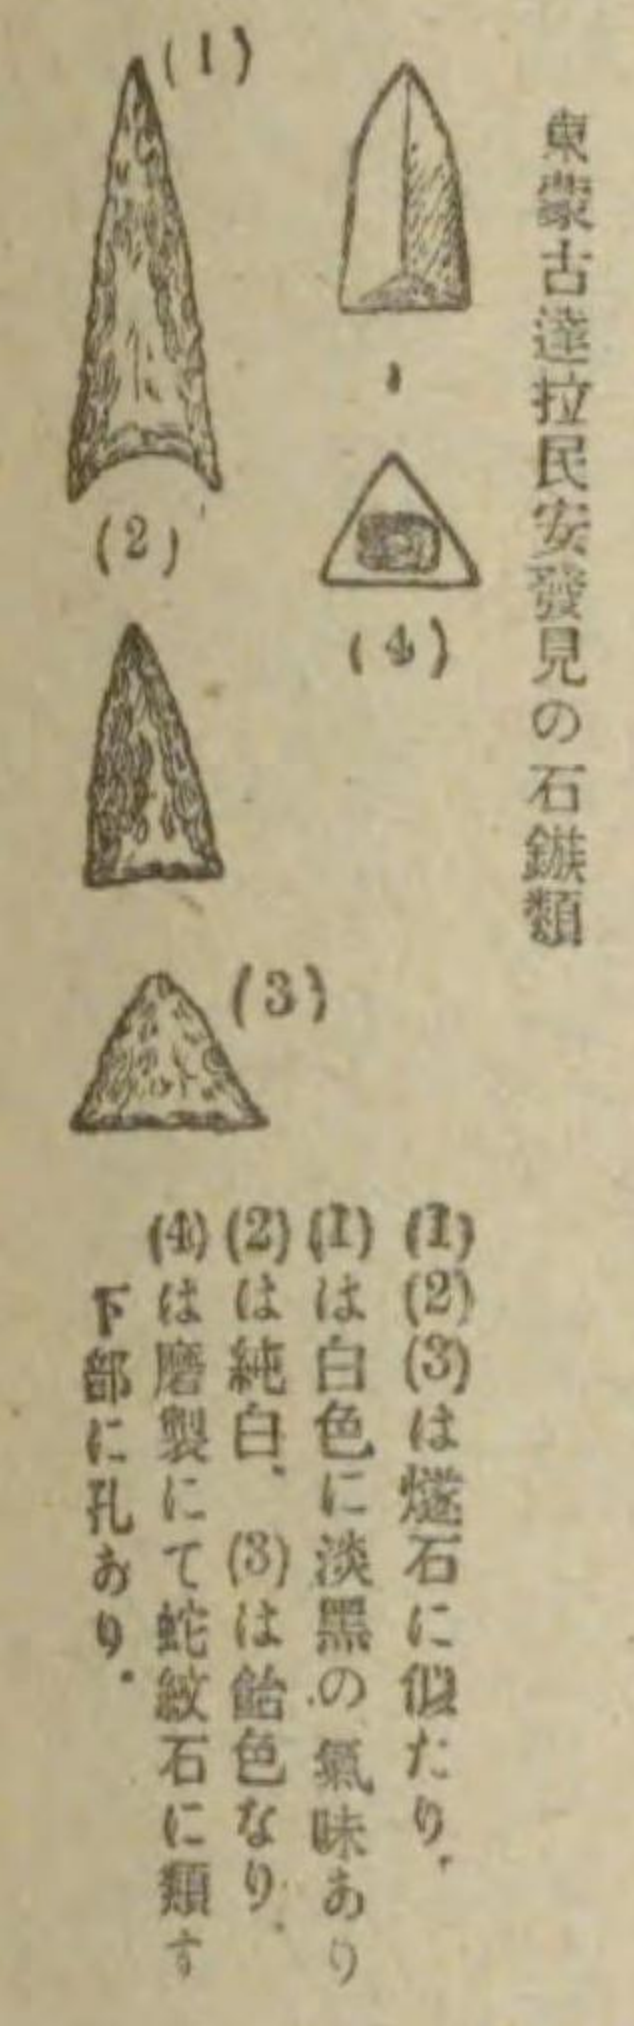 東蒙古達拉民安發見の石鏃類
(1)
(2)
(3)
(4)
(1)(2)(3)は燧石に似たり、
(1)は白色に淡黑の氣味あり
(2)は純白、(3)は飴色なり、
(4)は磨製にて蛇紋石に類す
下部に孔あり、